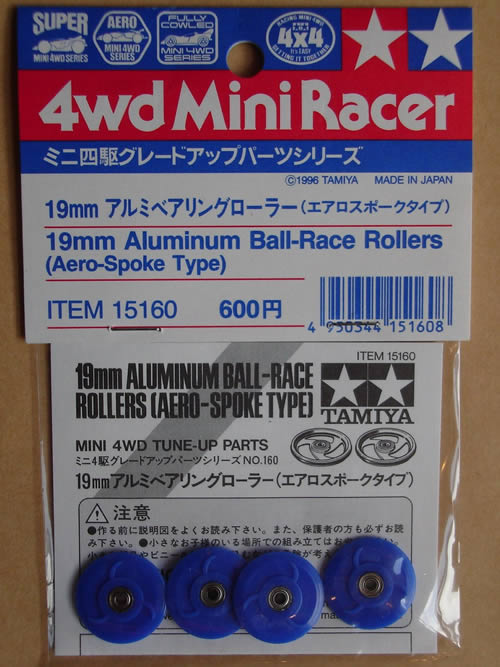 SUPER
MINI 4WD SERIES
AERO
MINI 4WD
SERIES
FULLY
COWLED
MINI 4WD
SERIES
RACING MINI 4WD
4x4
It's EASY
GETTING IT TOGETHER
4wd Mini Racer
ミニ四駆グレードアップパーツシリーズ
©1996 TAMIYA MADE IN JAPAN
19mm アルミベアリングローラー(エアロスポークタイプ)
19mm Aluminum Ball-Race Rollers
(Aero-Spoke Type)
ITEM 15160 600円
4 950344 151608
ITEM 15160
19mm ALUMINUM BALL-RACE
ROLLERS (AERO-SPOKE TYPE)
TAMIYA
MINI 4WD TUNE-UP PARTS
ミニ4駆グレードアップパーツシリーズ NO.160
19mmアルミベアリングローラー(エアロスポークタイプ)
注意
●作る前に説明図をよくお読み下さい。また、保護者の方も必ずお読
み下さい。●小さなお子様のいる場所での組み立てはお